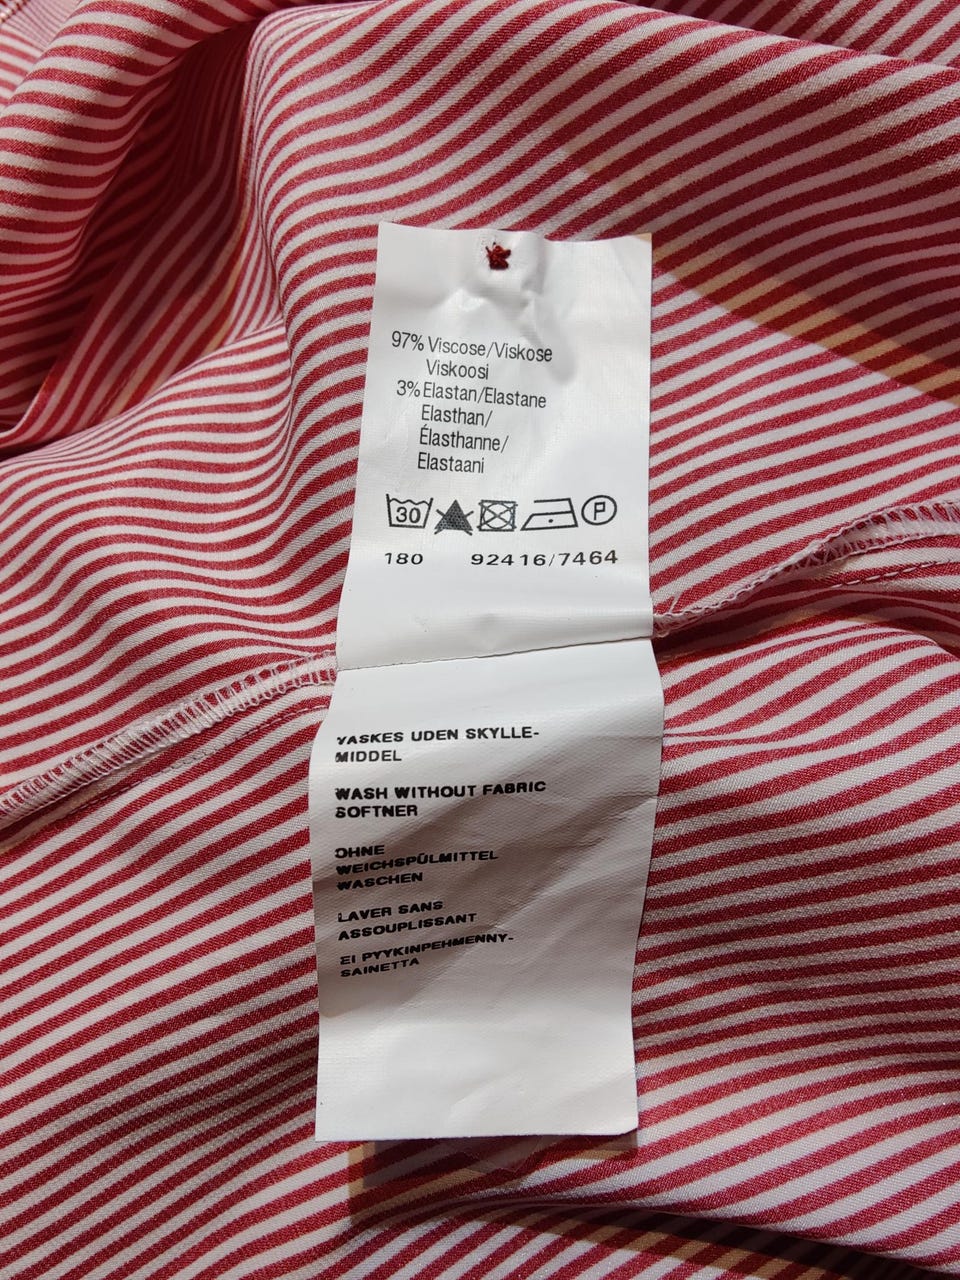 97% Viscose/Viskose
Viskoosi
3% Elastan/Elastane
Elasthan/
Élasthanne/
Elastaani
30 P
180 92416/7464
VASKES UDEN SKYLLE-
MIDDEL
WASH WITHOUT FABRIC
SOFTNER
OHNE
WEICHSPÜLMITTEL
WASCHEN
LAVER SANS
ASSOUPLISSANT
EI PYYKINPEHMENNY-
SAINETTA